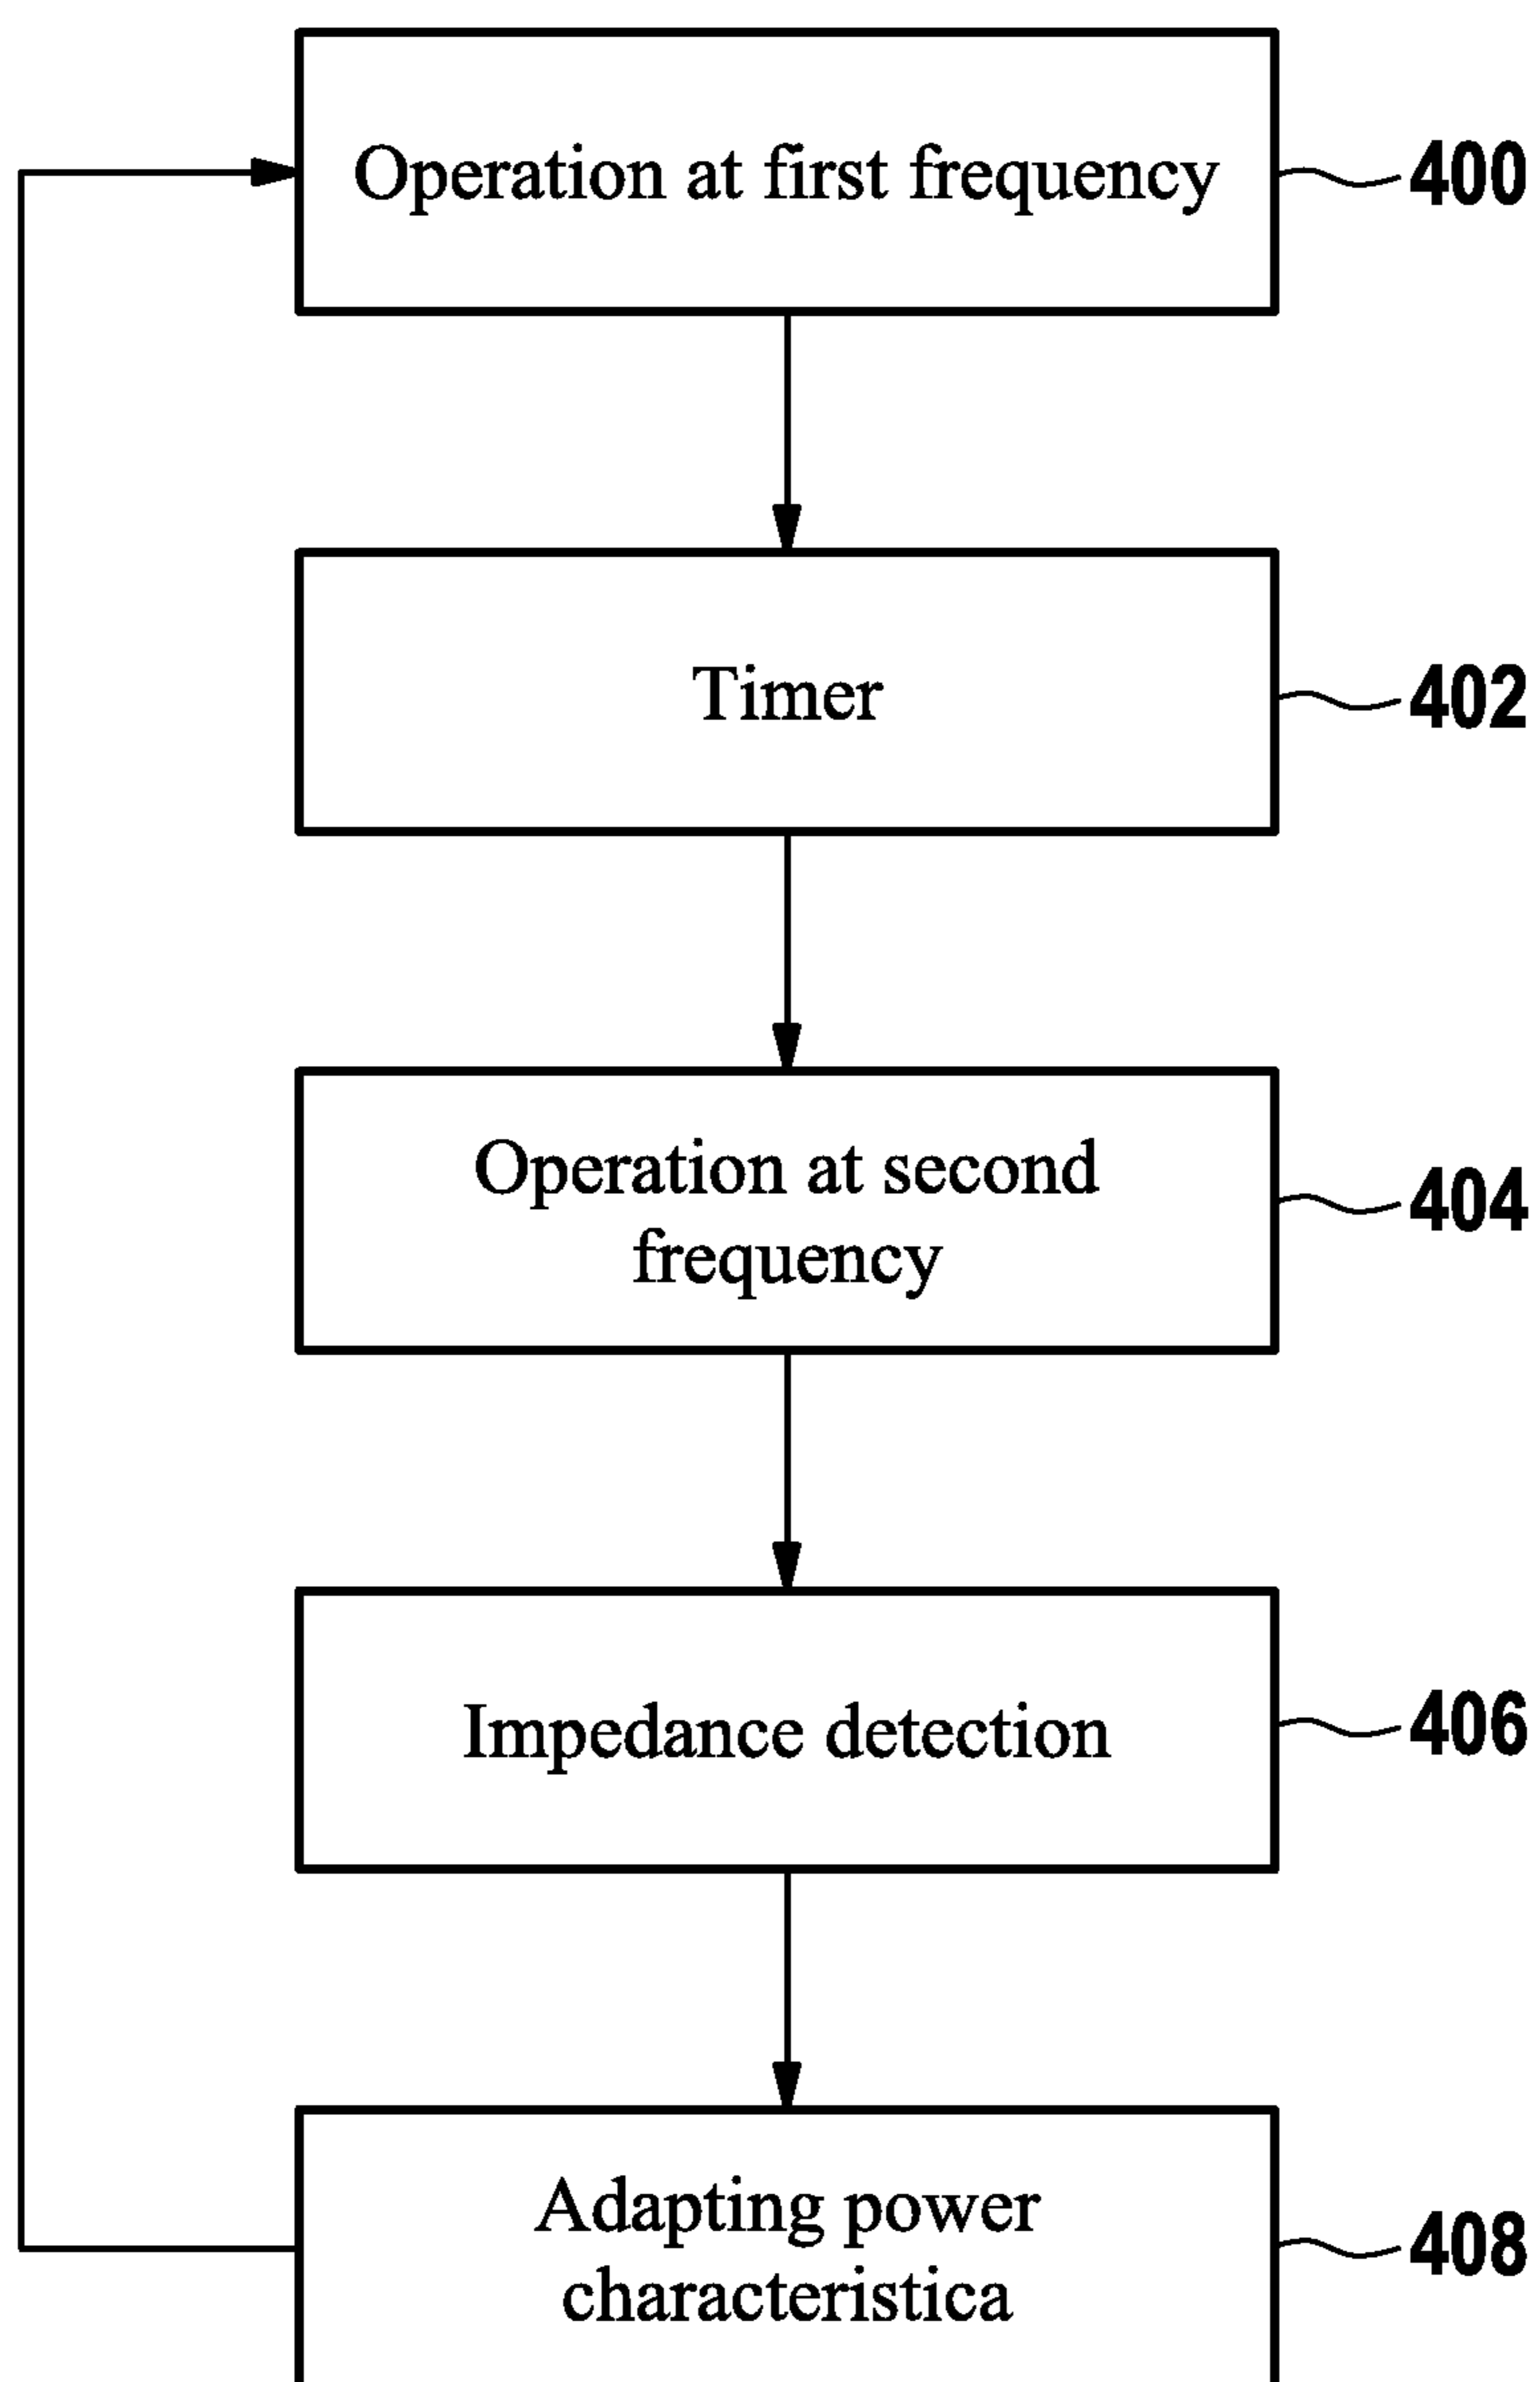 Operation at first frequency
400
Timer
402
Operation at second
frequency
404
Impedance detection
406
Adapting power
characteristica
408